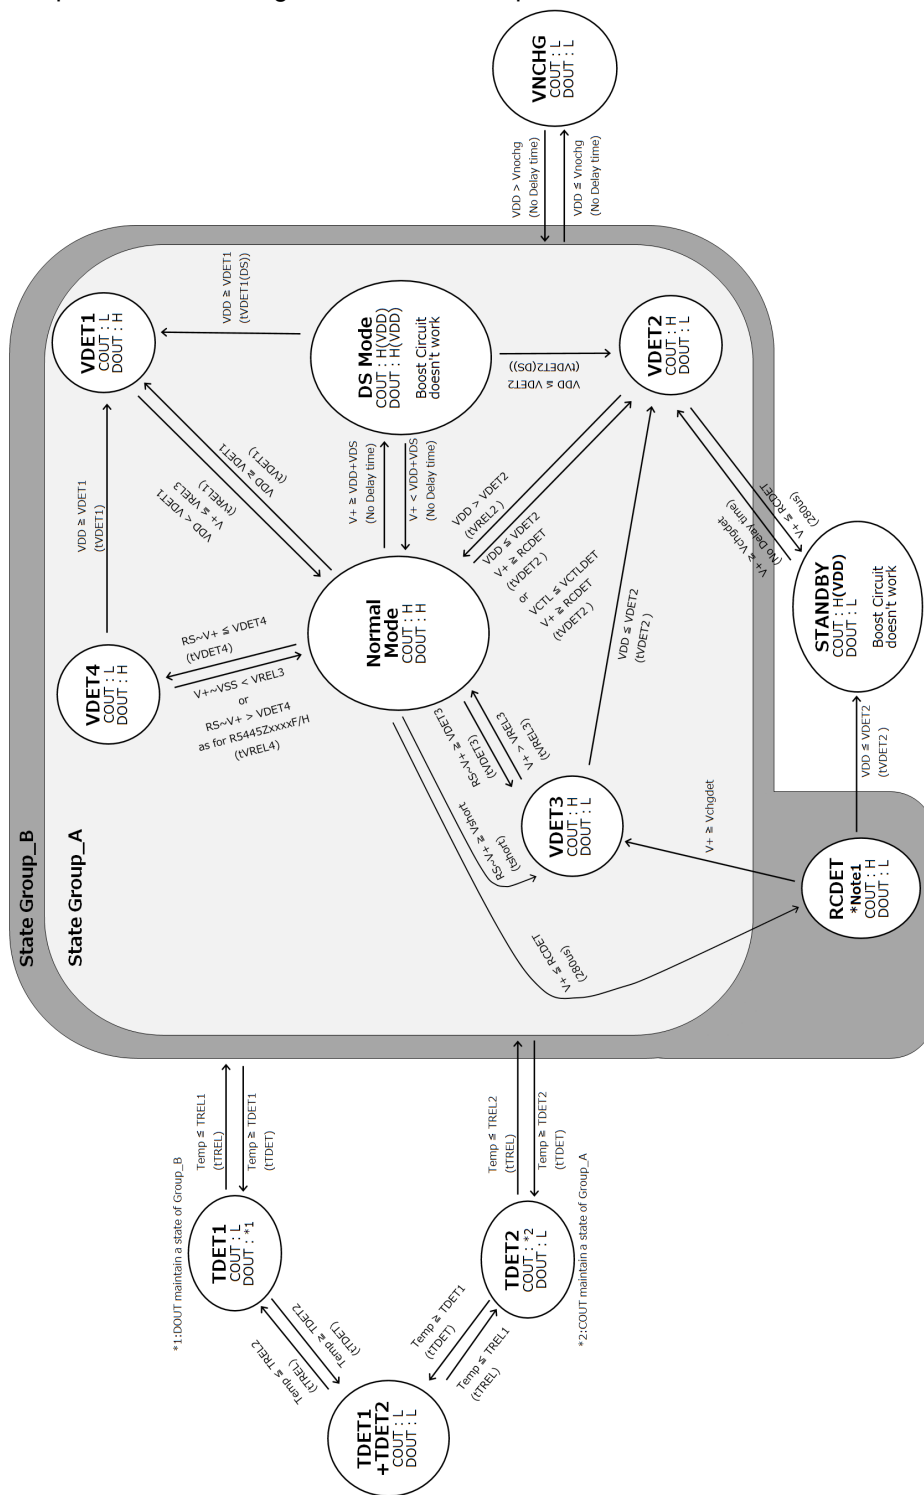 State Group_B
State Group_A
VNCHG
COUT : L
DOUT : L
VDD > Vnochg
(No Delay time)
VDD ≦ Vnochg
(No Delay time)
VDET1
COUT : L
DOUT : H
VDD ≧ VDET1
(tVDET1(DS))
DS Mode
COUT : H(VDD)
DOUT : H(VDD)
Boost Circuit
doesn't work
VDD ≦ VDET2
(tVDET2(DS))
VDET2
COUT : H
DOUT : L
VDD ≧ VDET1
(tVDET1)
VDD ≧ VDET1
(tVDET1)
VDD > VDET1
V+ ≦ VREL3
(tVREL1)
V+ ≧ VDD+VDS
(No Delay time)
V+ < VDD+VDS
(No Delay time)
VDD > VDET2
(tVREL2 )
VDD ≦ VDET2
V+ ≧ RCDET
(tVDET2 )
or
VCTL ≦ VCTLDET
V+ ≧ RCDET
(tVDET2 )
V+ ≦ RCDET
(280us)
V+ ≧ Vchgdet
(No Delay time)
VDET4
COUT : L
DOUT : H
RS~V+ ≦ VDET4
(tVDET4)
V+~VSS < VREL3
or
RS~V+ > VDET4
as for R5445ZxxxxF/H
(tVREL4)
Normal
Mode
COUT : H
DOUT : H
STANDBY
COUT : H(VDD)
DOUT : L
Boost Circuit
doesn't work
VDD ≦ VDET2
(tVDET2 )
RS~V+ ≧ VDET3
(tVDET3)
V+ > VREL3
(tVREL3)
RS~V+ ≧ Vshort
(tshort)
VDET3
COUT : H
DOUT : L
V+ ≧ Vchgdet
VDD ≦ VDET2
(tVDET2 )
V+ ≦ RCDET
(280us)
RCDET
*Note1
COUT : H
DOUT : L
Temp ≦ TREL1
(tTREL)
Temp ≧ TDET1
(tTDET)
Temp ≦ TREL2
(tTREL)
Temp ≧ TDET2
(tTDET)
*1:DOUT maintain a state of Group_B
TDET1
COUT : L
DOUT : *1
TDET2
COUT : *2
DOUT : L
*2:COUT maintain a state of Group_A
Temp ≧ TDET2
(tTDET)
Temp ≦ TREL2
(tTREL)
Temp ≧ TDET1
(tTDET)
Temp ≦ TREL1
(tTREL)
TDET1
+TDET2
COUT : L
DOUT : L